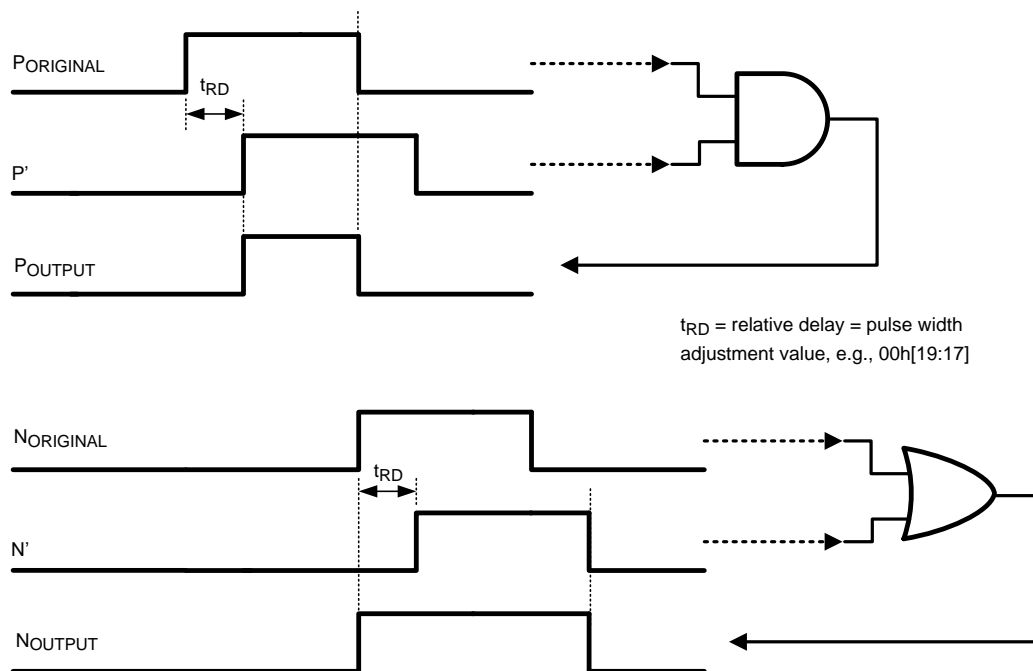 PORIGINAL
tRD
P’
POUTPUT
tRD = relative delay = pulse width
adjustment value, e.g., 00h[19:17]
NORIGINAL
tRD
N’
NOUTPUT